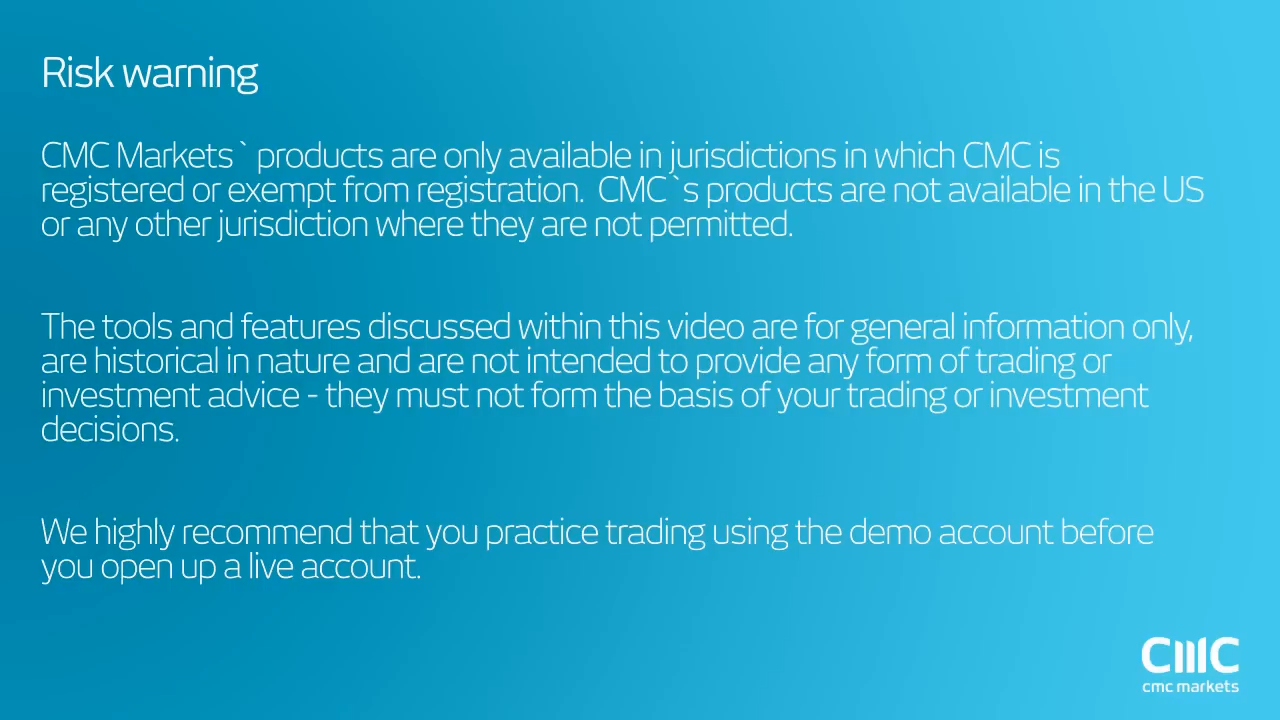 Risk warning
CMC Markets` products are only available in jurisdictions in which CMC is
registered or exempt from registration.  CMC`s products are not available in the US
or any other jurisdiction where they are not permitted.
The tools and features discussed within this video are for general information only,
are historical in nature and are not intended to provide any form of trading or
investment advice - they must not form the basis of your trading or investment
decisions.
We highly recommend that you practice trading using the demo account before
you open up a live account.
CMC
cmc markets